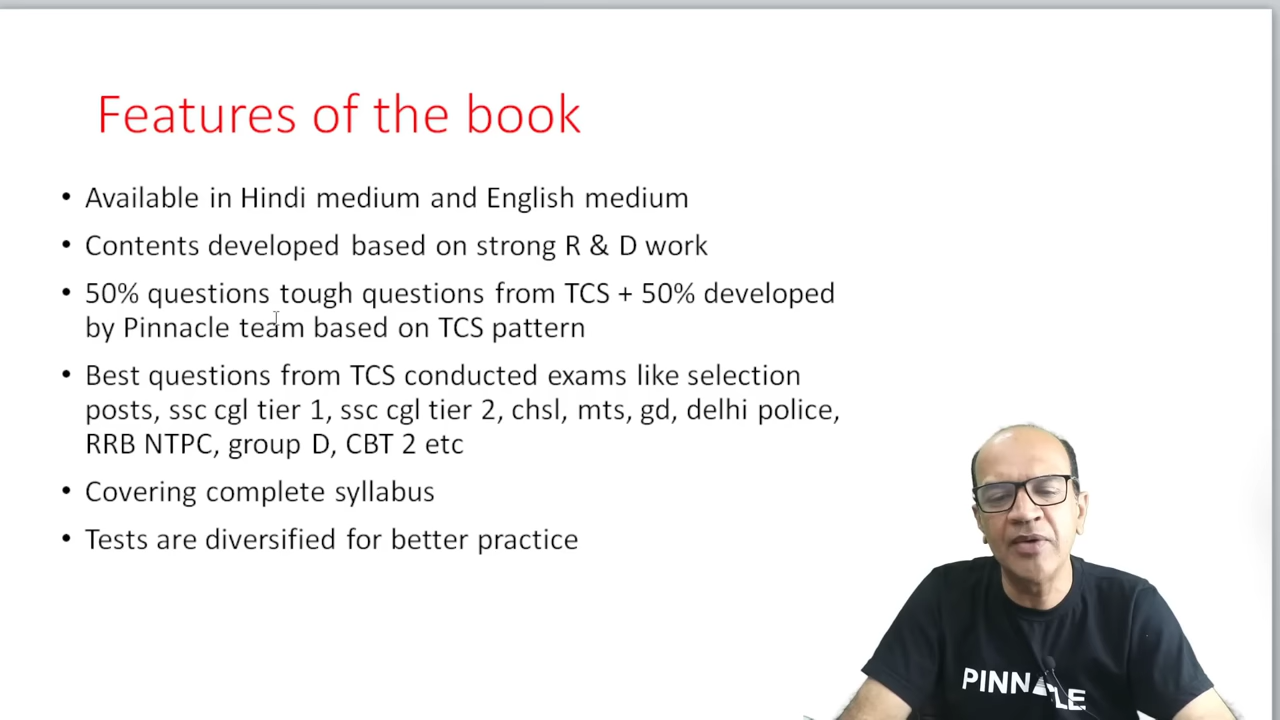 Features of the book
• Available in Hindi medium and English medium
• Contents developed based on strong R & D work
• 50% questions tough questions from TCS + 50% developed
by Pinnacle team based on TCS pattern
• Best questions from TCS conducted exams like selection
posts, ssc cgl tier 1, ssc cgl tier 2, chsl, mts, gd, delhi police,
RRB NTPC, group D, CBT 2 etc
• Covering complete syllabus
• Tests are diversified for better practice
PINNACLE